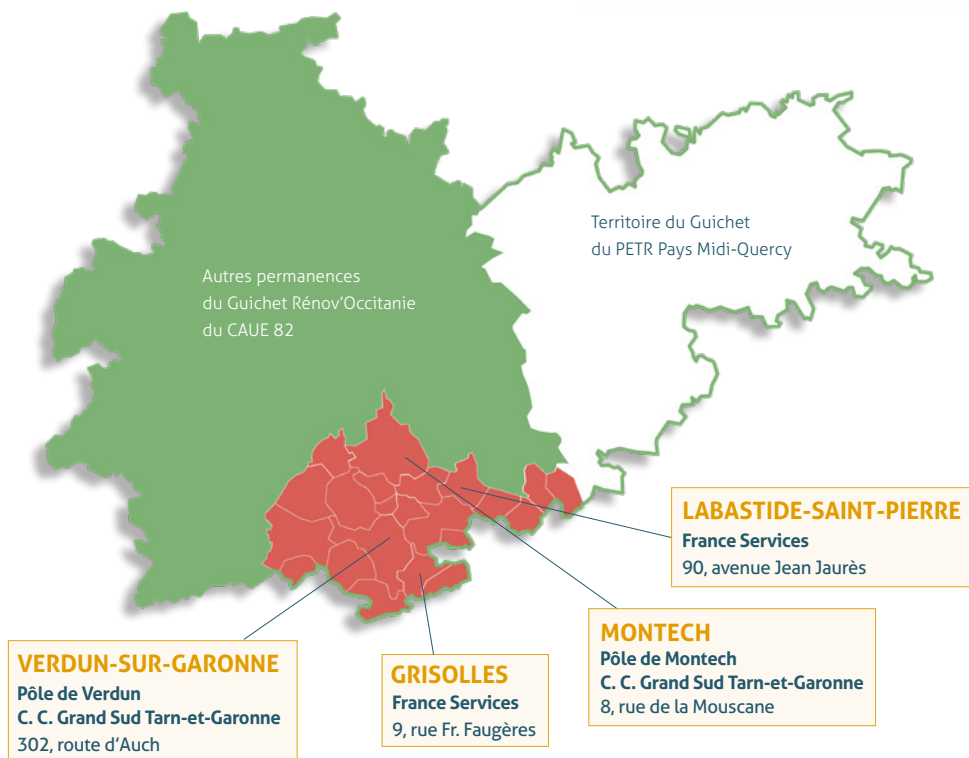 Territoire du Guichet
du PETR Pays Midi-Quercy
Autres permanences
du Guichet Rénov'Occitanie
du CAUE 82
LABASTIDE-SAINT-PIERRE
France Services
90, avenue Jean Jaurès
MONTECH
Pôle de Montech
C. C. Grand Sud Tarn-et-Garonne
8, rue de la Mouscane
GRISOLLES
France Services
9, rue Fr. Faugères
VERDUN-SUR-GARONNE
Pôle de Verdun
C. C. Grand Sud Tarn-et-Garonne
302, route d'Auch